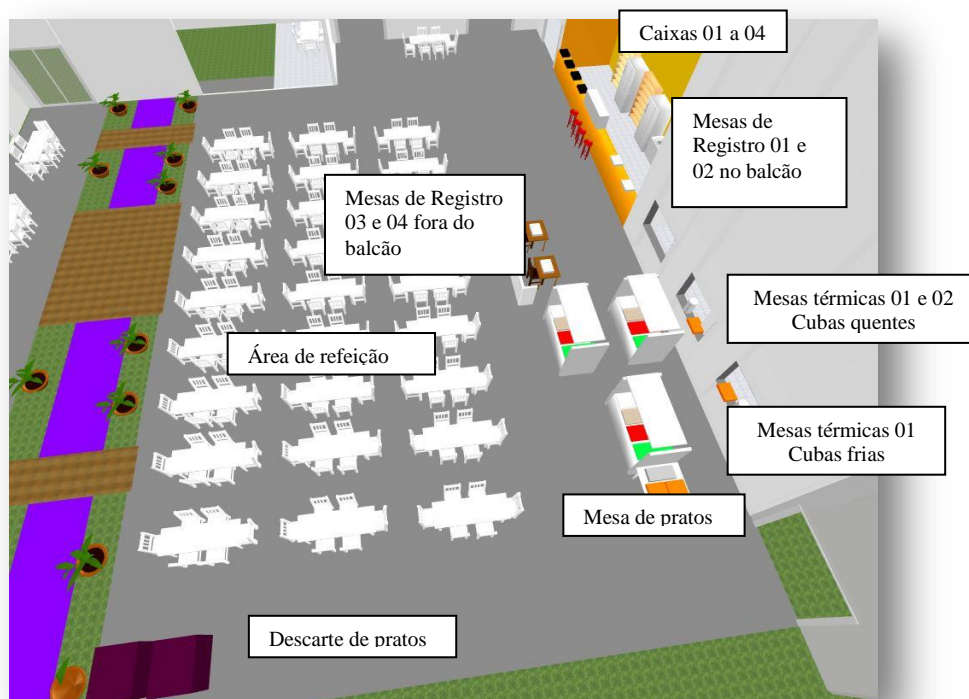 Caixas 01 a 04
Mesas de
Registro 01 e
02 no balcão
Mesas de Registro
03 e 04 fora do
balcão
Mesas térmicas 01 e 02
Cubas quentes
Área de refeição
Mesas térmicas 01
Cubas frias
Mesa de pratos
Descarte de pratos